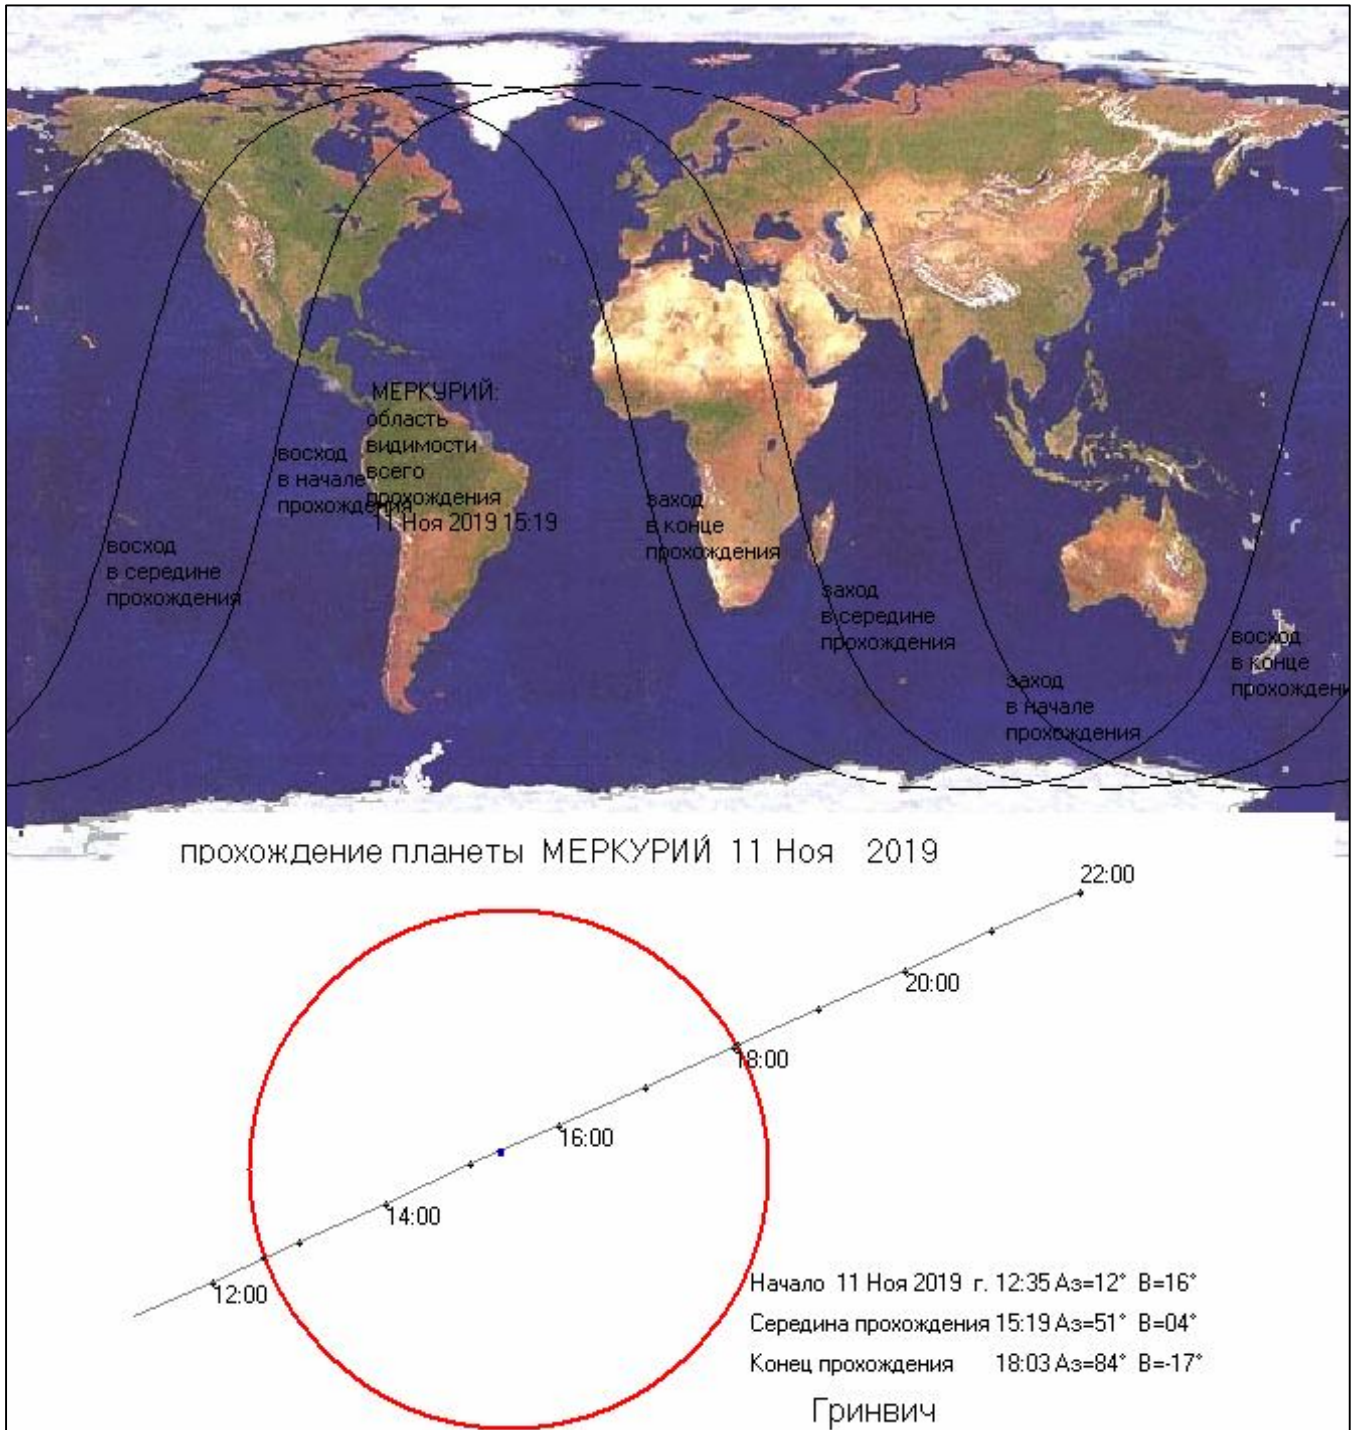 МЕРКУРИЙ:
область
видимости
всего
прохождения
11 Ноя 2019 15:19
восход
в начале
прохождения
заход
в конце
прохождения
восход
в середине
прохождения
заход
в середине
прохождения
восход
в конце
прохождени
заход
в начале
прохождения
прохождение планеты МЕРКУРИЙ 11 Ноя 2019
22:00
20:00
18:00
16:00
14:00
12:00
Начало 11 Ноя 2019 г. 12:35 Аз=12° В=16°
Середина прохождения 15:19 Аз=51° В=04°
Конец прохождения 18:03 Аз=84° В=-17°
Гринвич